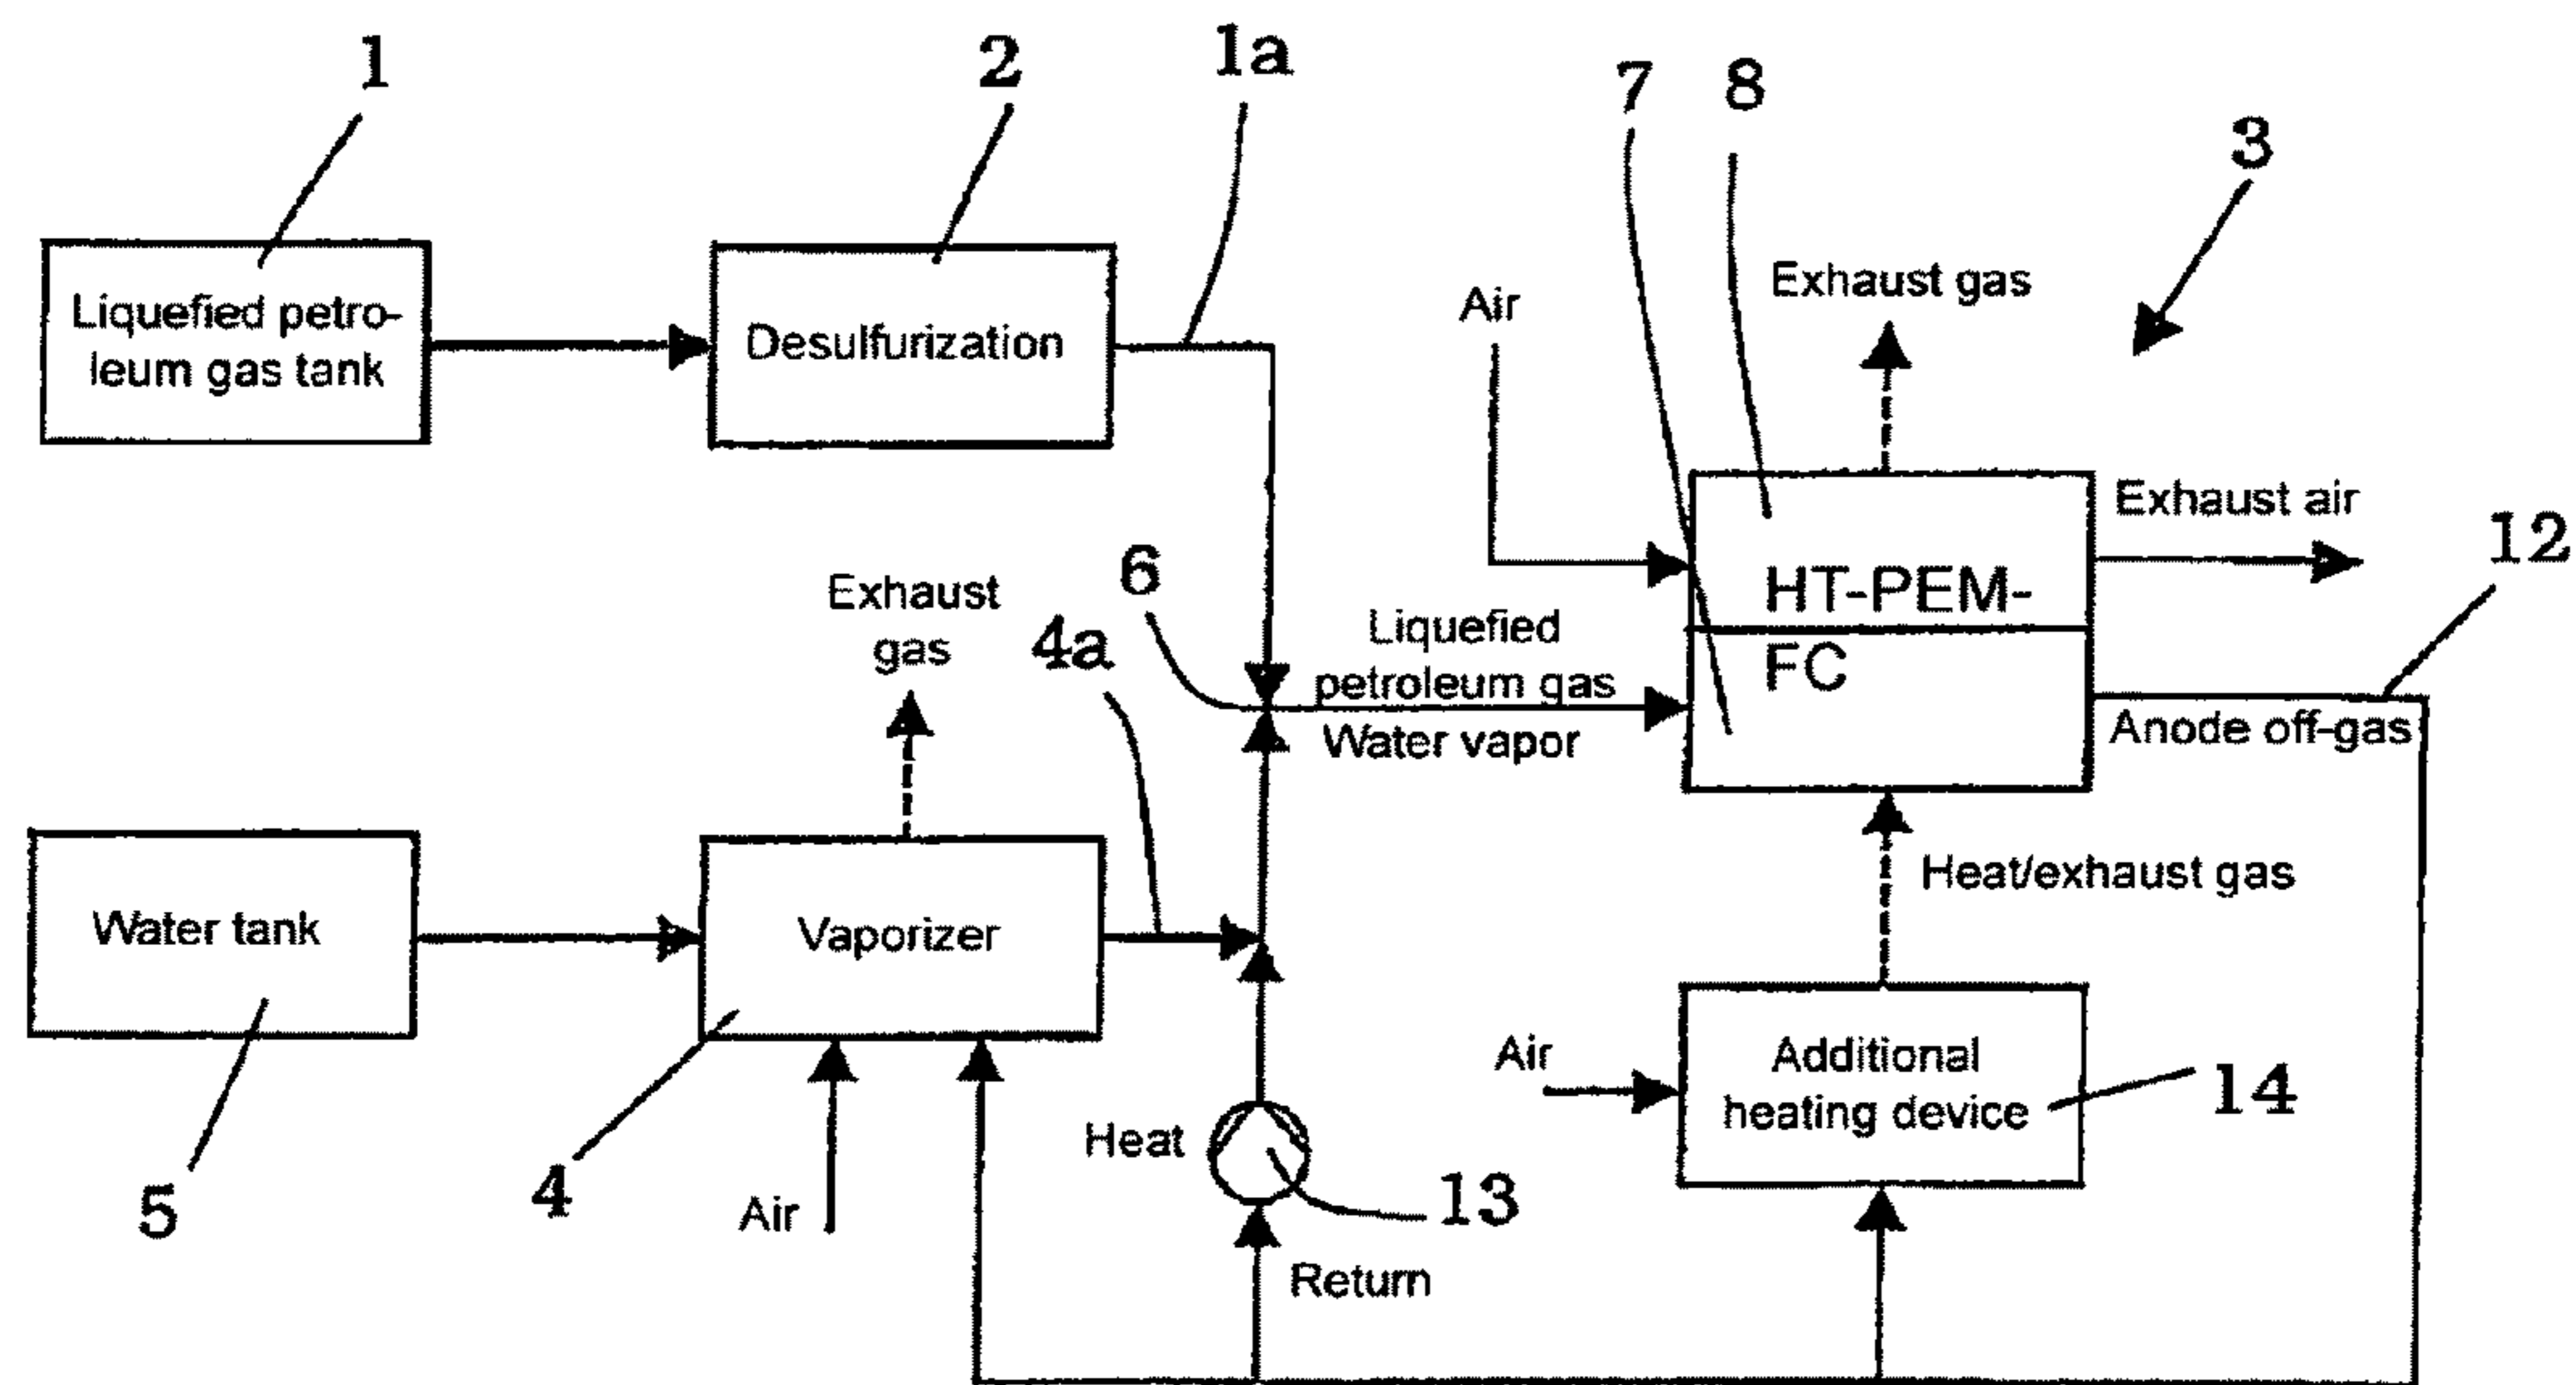 1
2
1a
7
8
3
Liquefied petro-
leum gas tank
Desulfurization
Air
Exhaust gas
Exhaust air
12
HT-PEM-
FC
6
Exhaust
gas
4a
Liquefied
petroleum gas
Water vapor
Anode off-gas
Water tank
Vaporizer
Heat/exhaust gas
5
4
Air
Heat
13
Return
Air
Additional
heating device
14